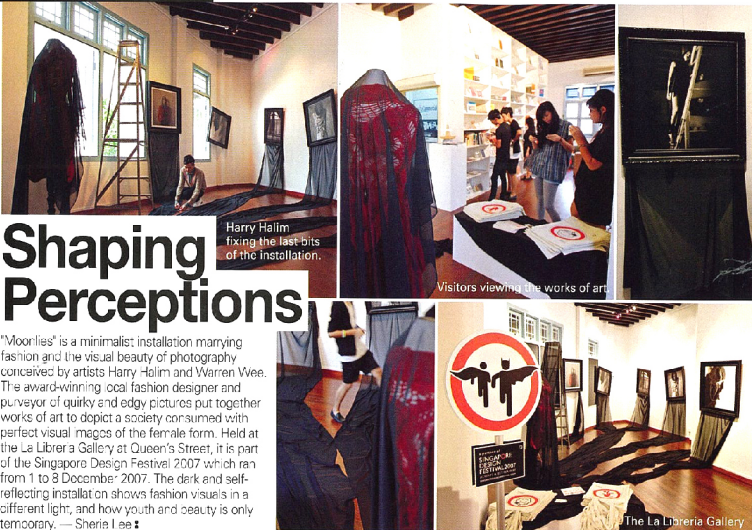 Harry Halim
fixing the last bits
of the installation.
Visitors viewing the works of art.
Shaping
Perceptions
"Moonlies" is a minimalist installation marrying
fashion and the visual beauty of photography
conceived by artists Harry Halim and Warren Wee.
The award-winning local fashion designer and
purveyor of quirky and edgy pictures put together
works of art to depict a society consumed with
perfect visual images of the female form. Held at
the La Libreria Gallery at Queen's Street, it is part
of the Singapore Design Festival 2007 which ran
from 1 to 8 December 2007. The dark and self-
reflecting installation shows fashion visuals in a
different light, and how youth and beauty is only
temporary. — Sherie Lee
SINGAPORE
DESIGN
FESTIVAL2007
The La Libreria Gallery